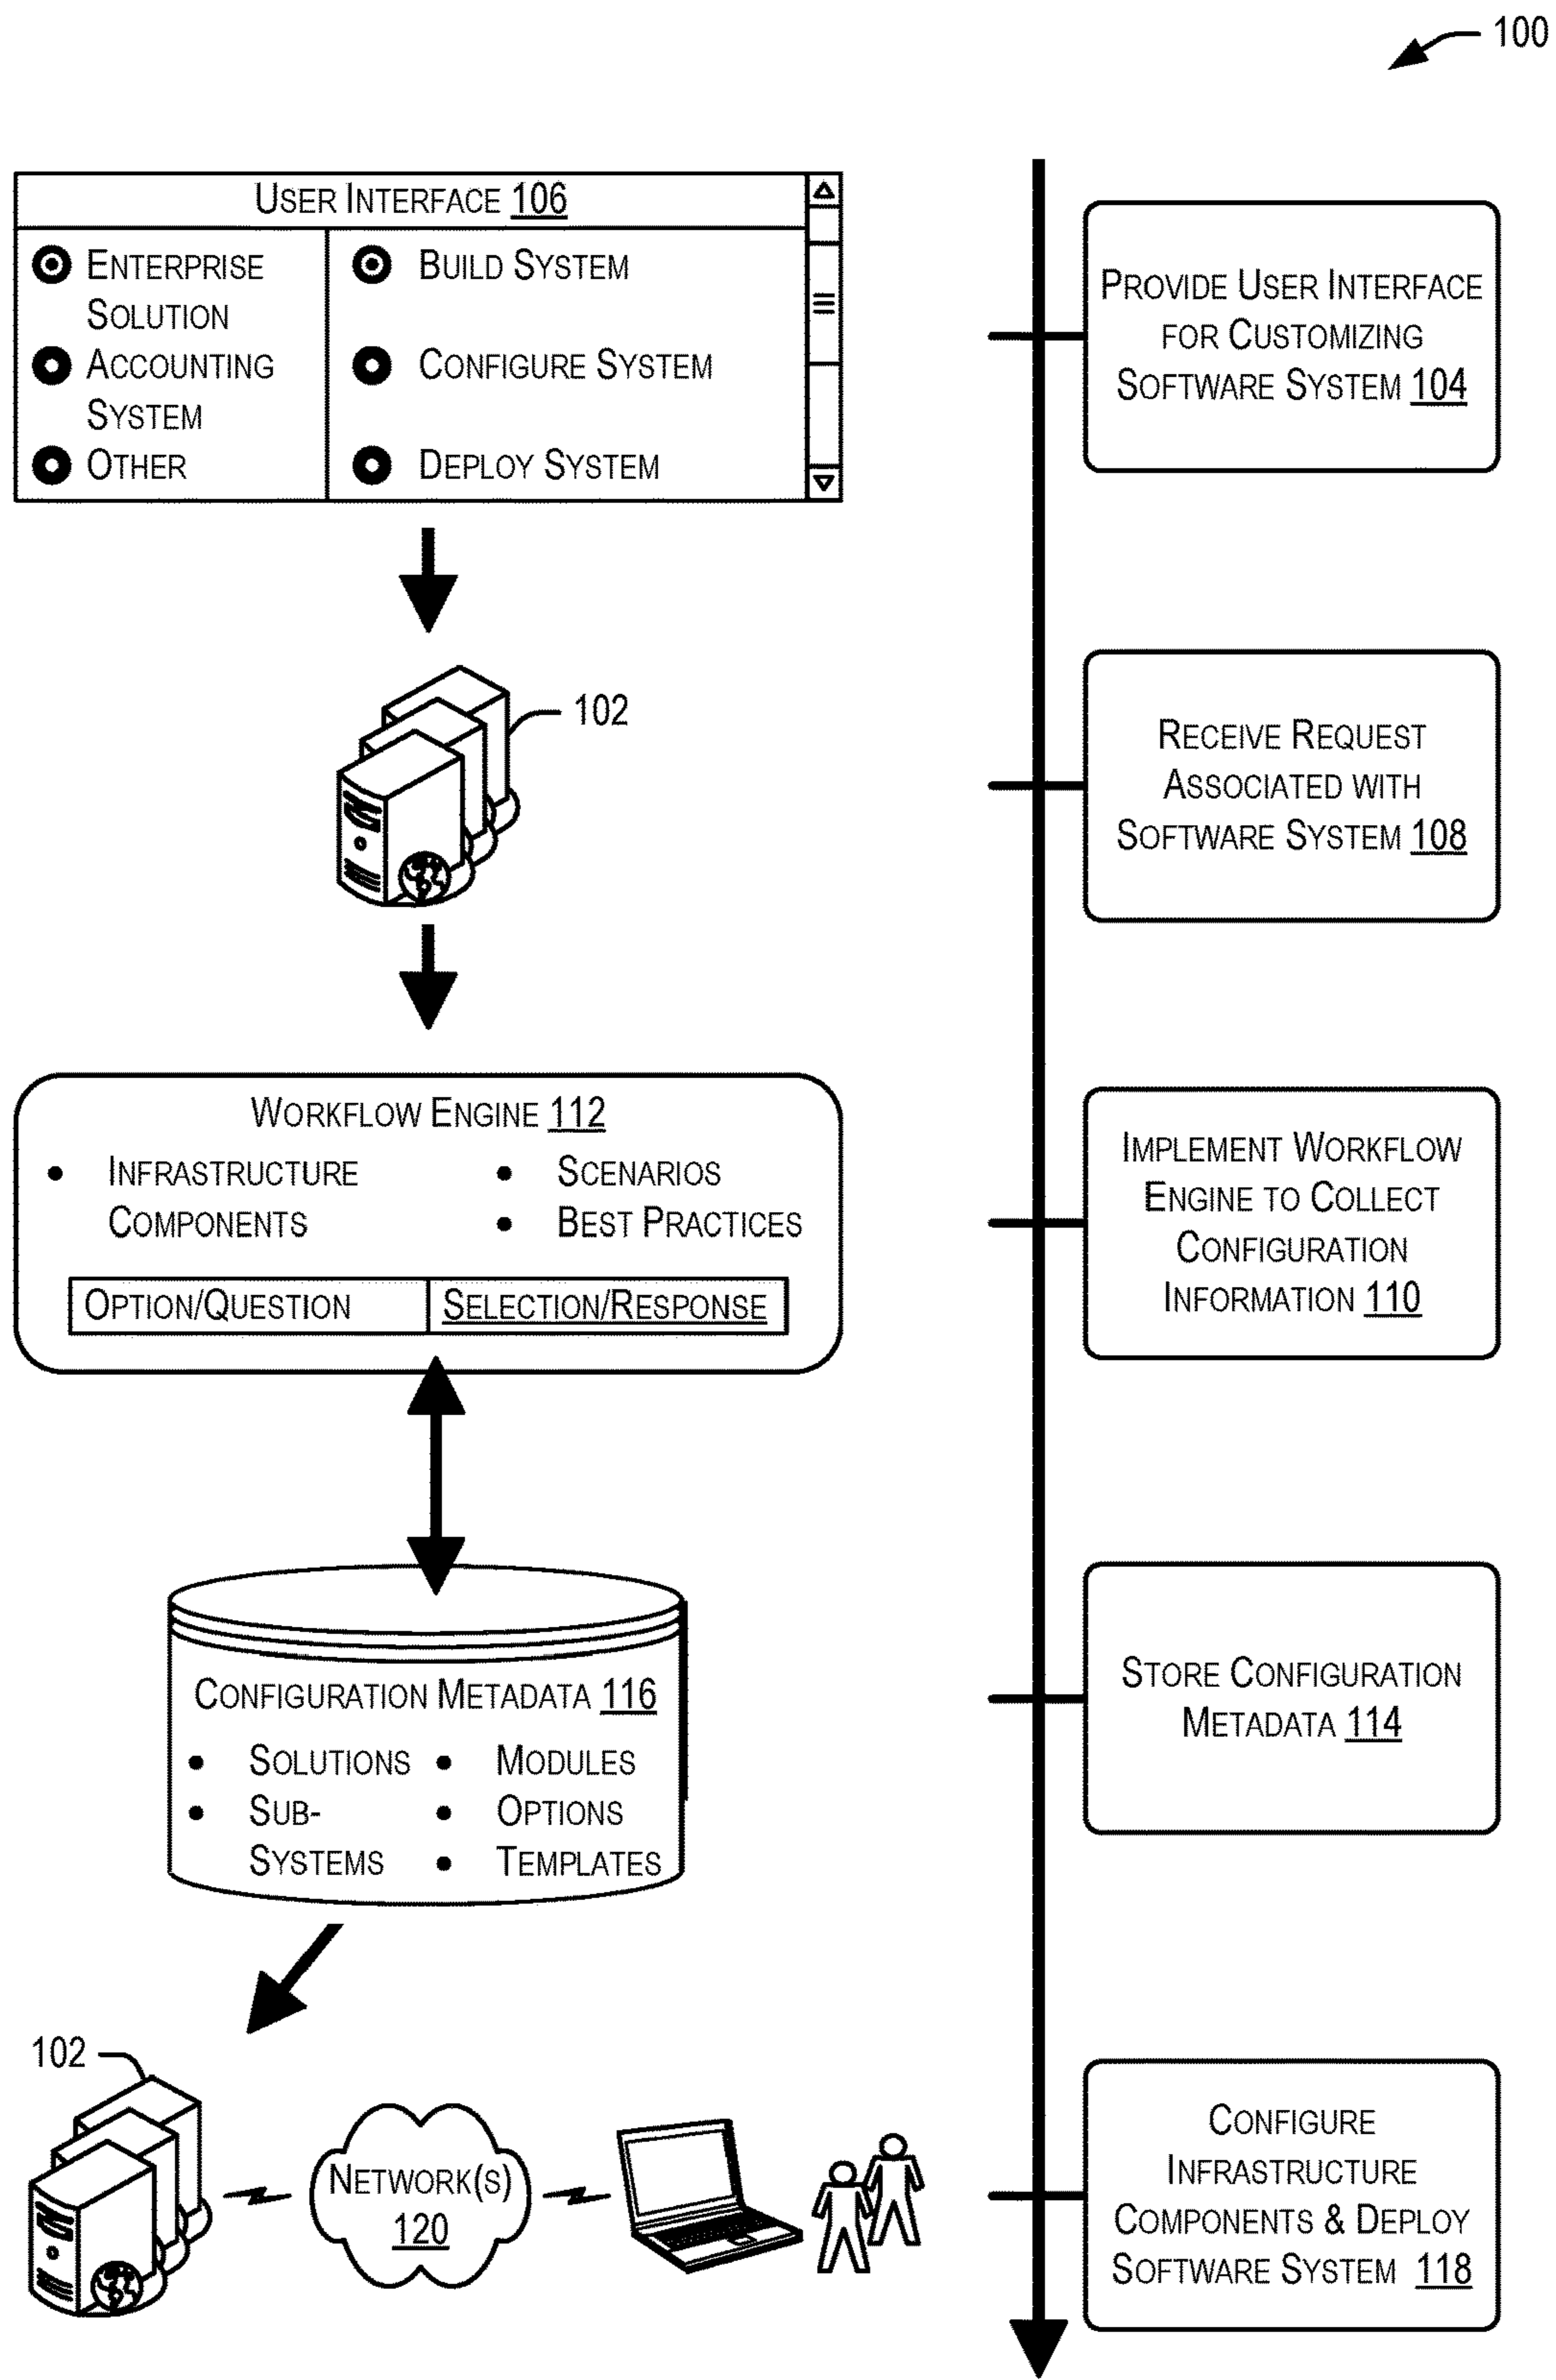 100
USER INTERFACE 106
ENTERPRISE
SOLUTION
ACCOUNTING
SYSTEM
OTHER
BUILD SYSTEM
CONFIGURE SYSTEM
DEPLOY SYSTEM
PROVIDE USER INTERFACE
FOR CUSTOMIZING
SOFTWARE SYSTEM 104
102
RECEIVE REQUEST
ASSOCIATED WITH
SOFTWARE SYSTEM 108
WORKFLOW ENGINE 112
• INFRASTRUCTURE
COMPONENTS
• SCENARIOS
• BEST PRACTICES
OPTION/QUESTION
SELECTION/RESPONSE
IMPLEMENT WORKFLOW
ENGINE TO COLLECT
CONFIGURATION
INFORMATION 110
CONFIGURATION METADATA 116
• SOLUTIONS
• SUB-
SYSTEMS
• MODULES
• OPTIONS
• TEMPLATES
STORE CONFIGURATION
METADATA 114
102
NETWORK(S)
120
CONFIGURE
INFRASTRUCTURE
COMPONENTS & DEPLOY
SOFTWARE SYSTEM 118